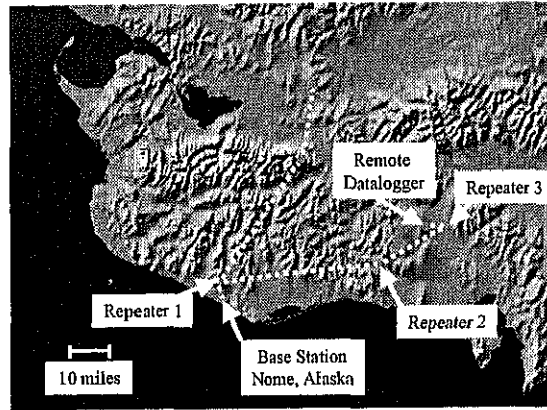 Remote
Datalogger
Repeater 3
Repeater 1
Repeater 2
Base Station
Nome, Alaska
10 miles